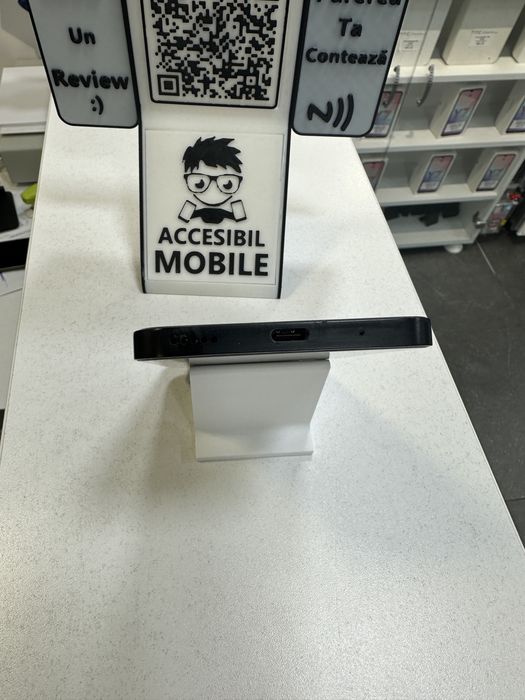 Un
Review
:)
Părerea
Ta
Contează
ACCESIBIL
MOBILE